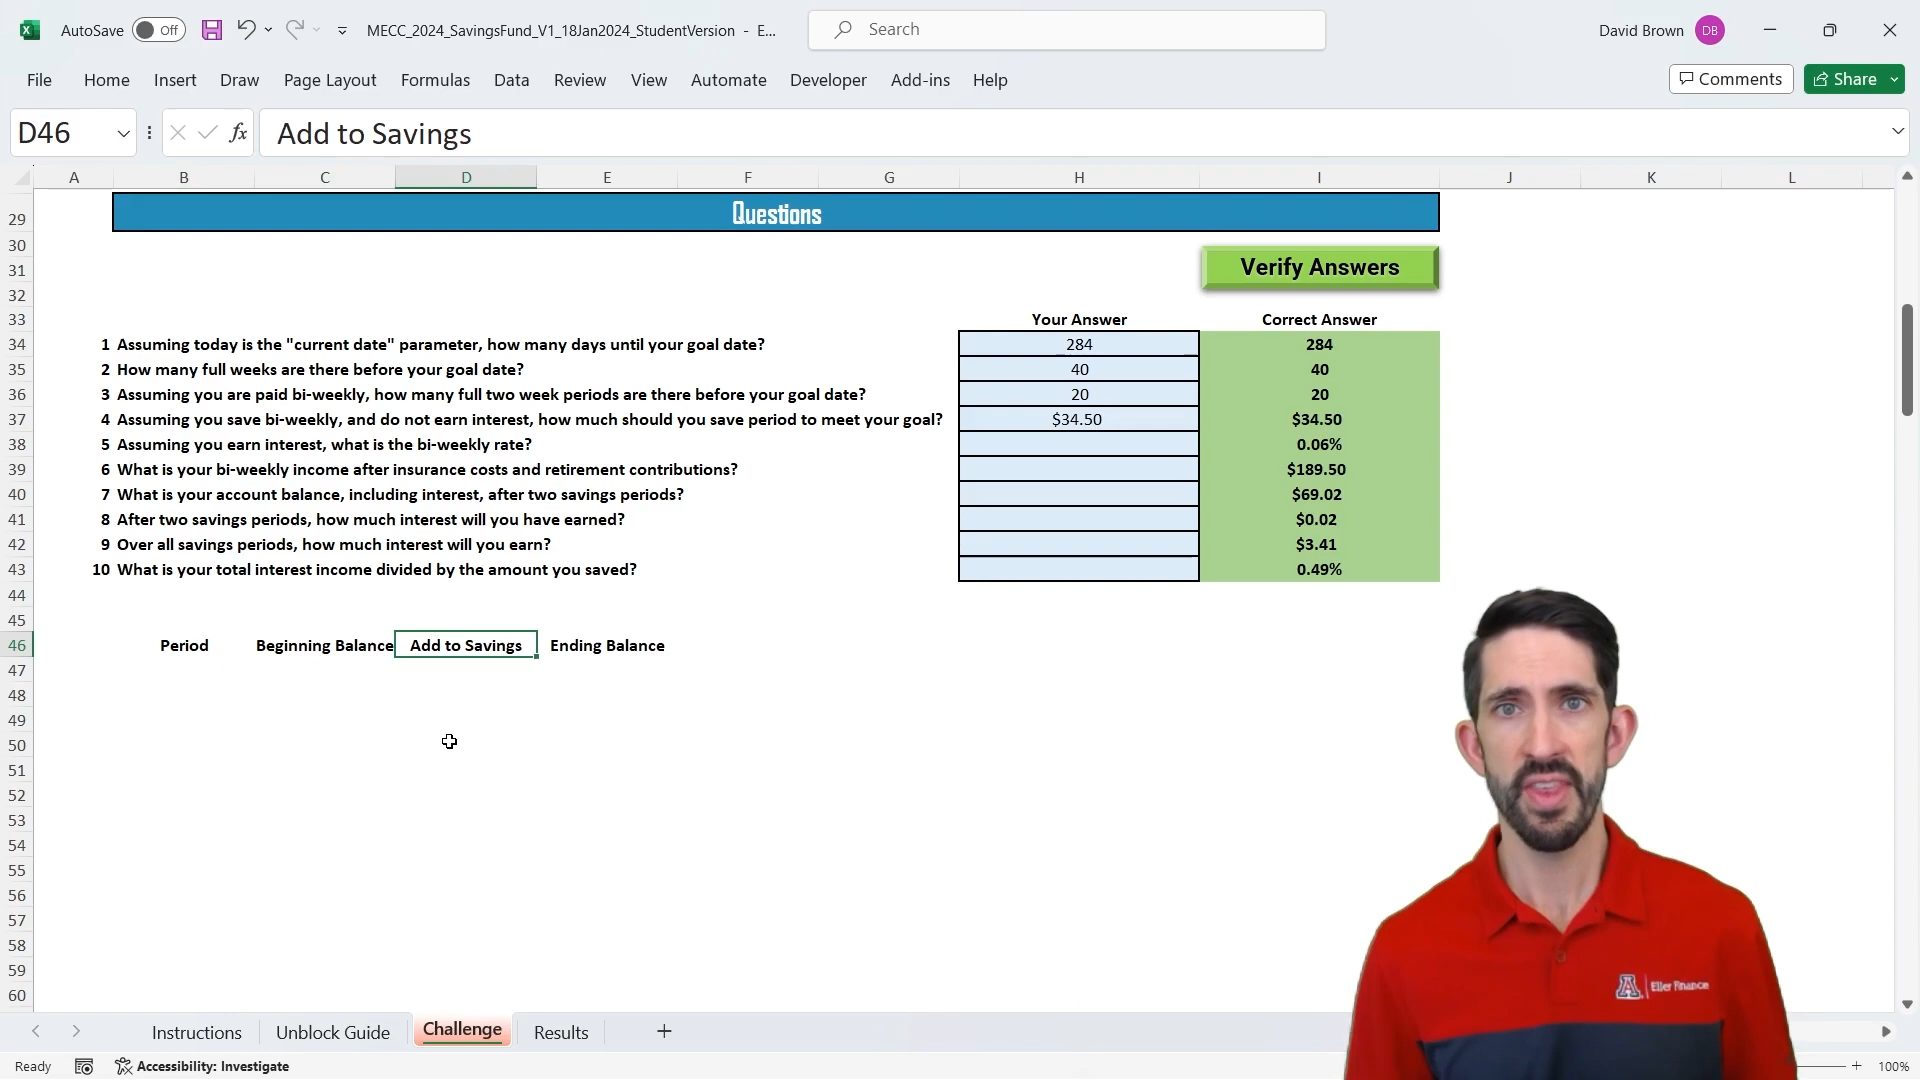 AutoSave Off MECC_2024_SavingsFund_V1_18Jan2024_StudentVersion - E... Search David Brown DB
File Home Insert Draw Page Layout Formulas Data Review View Automate Developer Add-ins Help Comments Share
D46 fx Add to Savings
A B C D E F G H I J K L
29 Questions
30
31 Verify Answers
32
33 Your Answer Correct Answer
34 1 Assuming today is the "current date" parameter, how many days until your goal date? 284 284
35 2 How many full weeks are there before your goal date? 40 40
36 3 Assuming you are paid bi-weekly, how many full two week periods are there before your goal date? 20 20
37 4 Assuming you save bi-weekly, and do not earn interest, how much should you save period to meet your goal? $34.50 $34.50
38 5 Assuming you earn interest, what is the bi-weekly rate? 0.06%
39 6 What is your bi-weekly income after insurance costs and retirement contributions? $189.50
40 7 What is your account balance, including interest, after two savings periods? $69.02
41 8 After two savings periods, how much interest will you have earned? $0.02
42 9 Over all savings periods, how much interest will you earn? $3.41
43 10 What is your total interest income divided by the amount you saved? 0.49%
44
45
46 Period Beginning Balance Add to Savings Ending Balance
47
48
49
50
51
52
53
54
55
56
57
58
59
60
A Eller Finance
Instructions Unblock Guide Challenge Results
Ready Accessibility: Investigate 100%